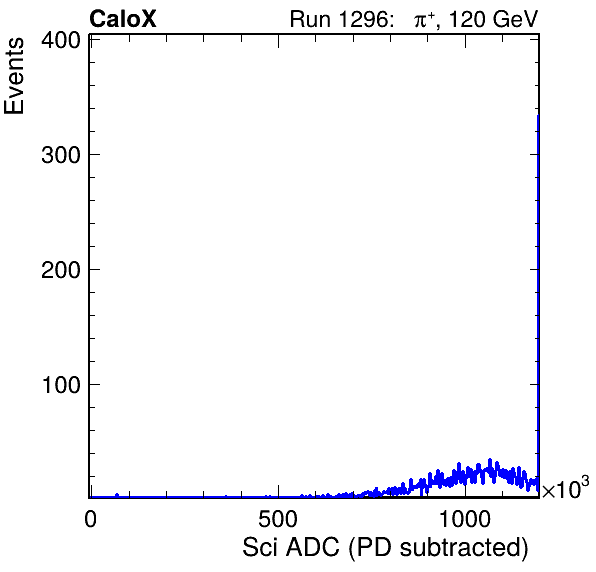 CaloX Run 1296: π⁺, 120 GeV
Events
400
300
200
100
×10³
0 500 1000
Sci ADC (PD subtracted)